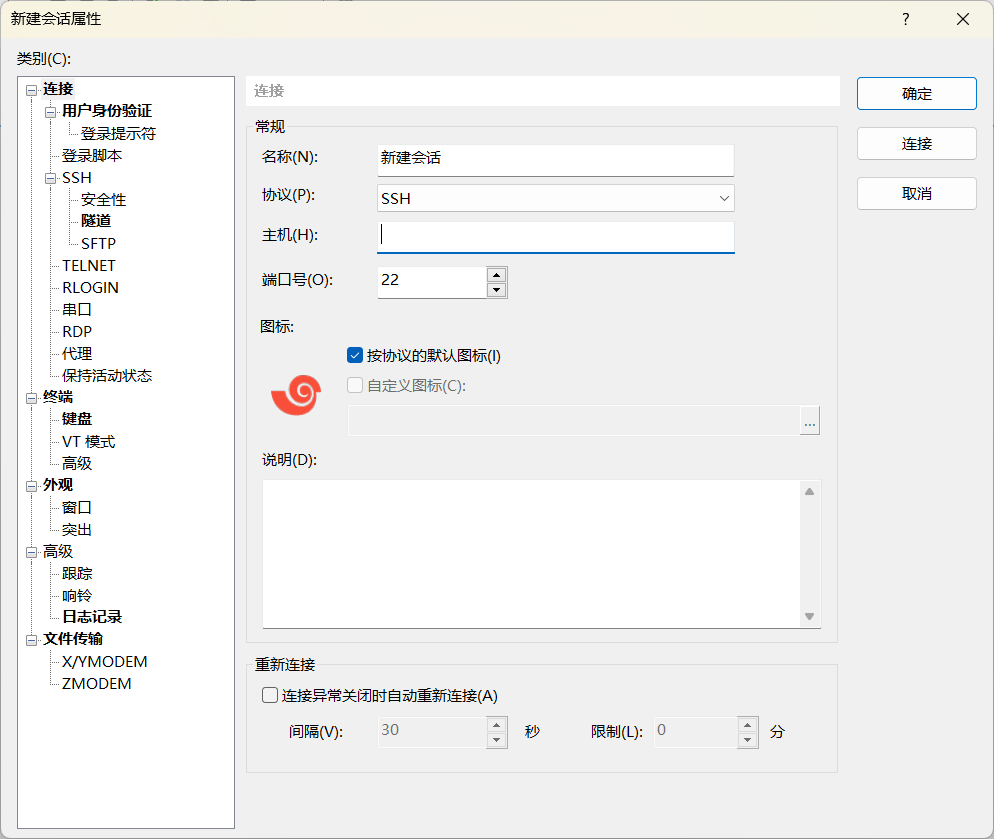 新建会话属性
?
类别(C):
连接
用户身份验证
登录提示符
登录脚本
SSH
安全性
隧道
SFTP
TELNET
RLOGIN
串口
RDP
代理
保持活动状态
终端
键盘
VT 模式
高级
外观
窗口
突出
高级
跟踪
响铃
日志记录
文件传输
X/YMODEM
ZMODEM
连接
常规
名称(N): 新建会话
协议(P): SSH
主机(H):
端口号(O): 22
图标:
按协议的默认图标(I)
自定义图标(C):
...
说明(D):
重新连接
连接异常关闭时自动重新连接(A)
间隔(V): 30 秒 限制(L): 0 分
确定
连接
取消